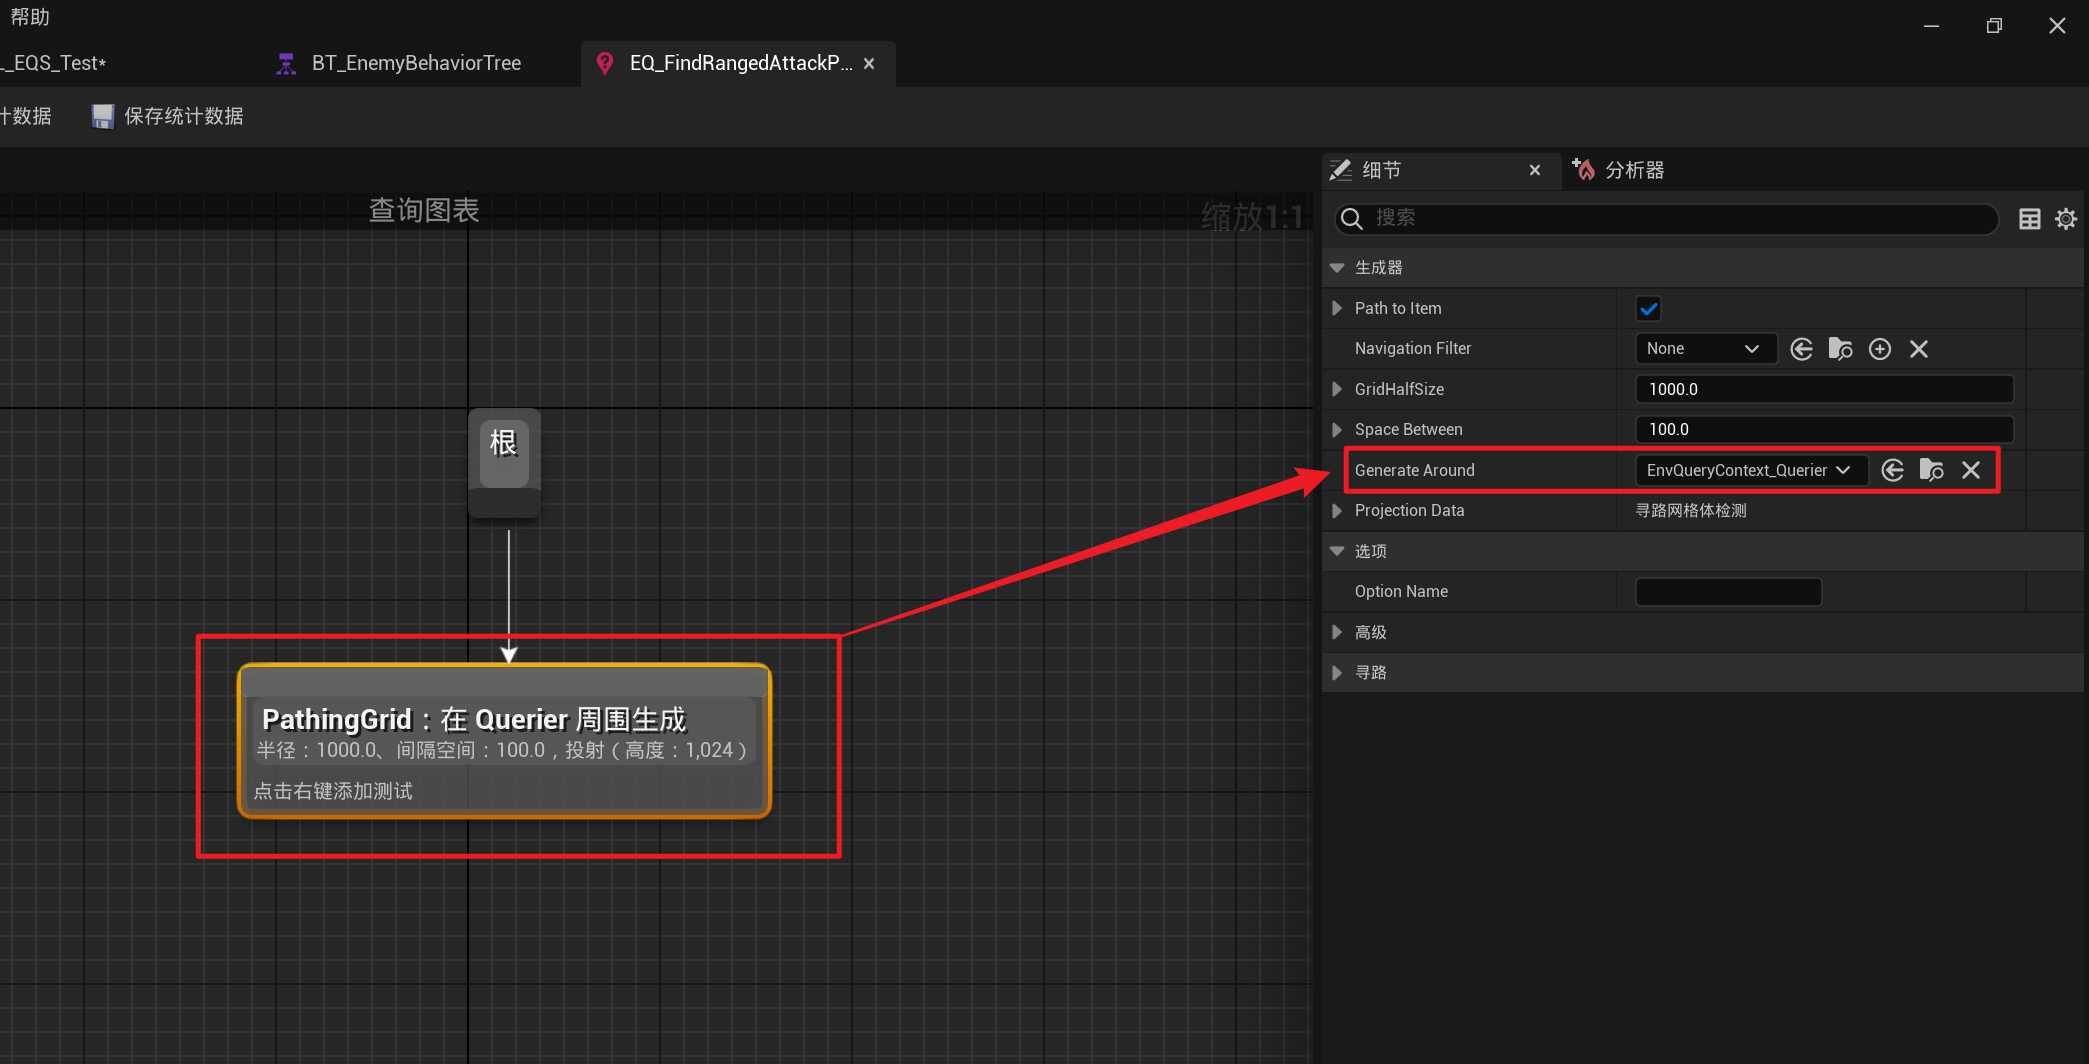 帮助
L_EQS_Test*
BT_EnemyBehaviorTree
EQ_FindRangedAttackP...
计数据
保存统计数据
查询图表
缩放1:1
根
PathingGrid：在 Querier 周围生成
半径：1000.0、间隔空间：100.0，投射（高度：1,024）
点击右键添加测试
细节
分析器
搜索
生成器
Path to Item
Navigation Filter
None
GridHalfSize
1000.0
Space Between
100.0
Generate Around
EnvQueryContext_Querier
Projection Data
寻路网格体检测
选项
Option Name
高级
寻路